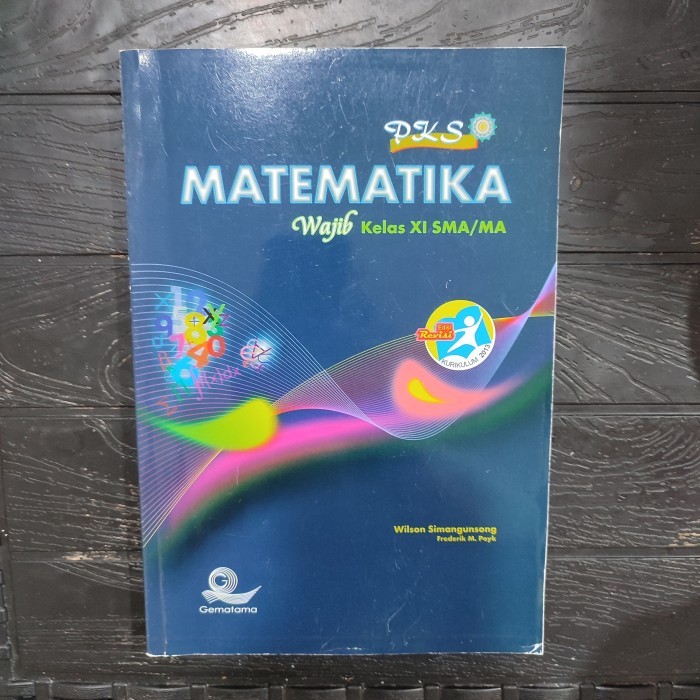 PKS
MATEMATIKA
Wajib Kelas XI SMA/MA
Edisi
Revisi
KURIKULUM 2013
Wilson Simangunsong
Frederik M. Poyk
G
Gematama